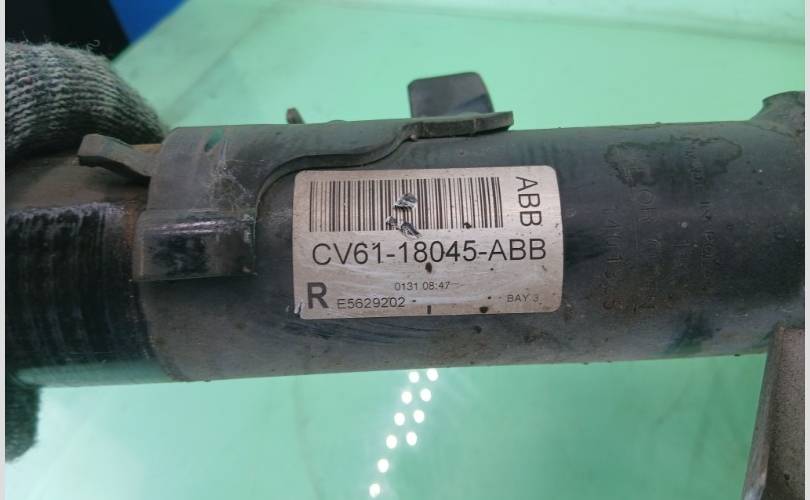 ABB
CV61-18045-ABB
0131 08:47
R E5629202
BAY 3